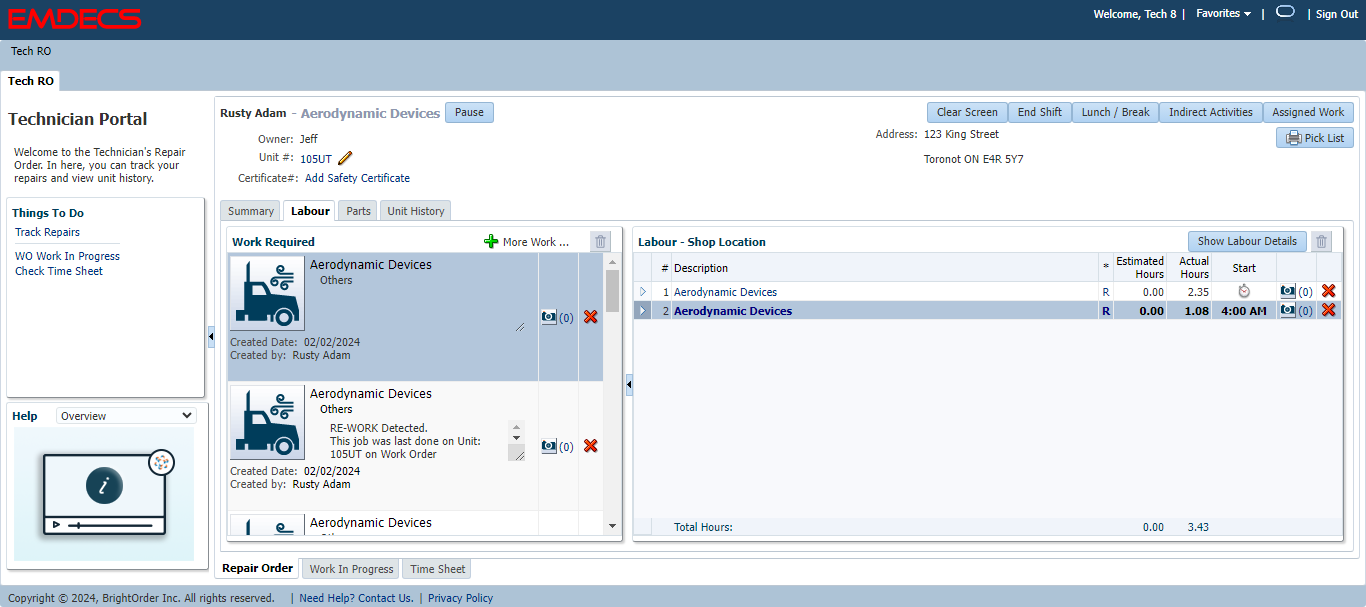 EMDECS
Welcome, Tech 8 | Favorites | | Sign Out
Tech RO
Tech RO
Technician Portal
Welcome to the Technician's Repair
Order. In here, you can track your
repairs and view unit history.
Things To Do
Track Repairs
WO Work In Progress
Check Time Sheet
Help Overview
Rusty Adam - Aerodynamic Devices Pause
Clear Screen End Shift Lunch / Break Indirect Activities Assigned Work
Owner: Jeff
Unit #: 105UT
Certificate#: Add Safety Certificate
Address: 123 King Street
Toronot ON E4R 5Y7
Pick List
Summary Labour Parts Unit History
Work Required More Work ...
Aerodynamic Devices
Others
(0)
Created Date: 02/02/2024
Created by: Rusty Adam
Aerodynamic Devices
Others
RE-WORK Detected.
This job was last done on Unit:
105UT on Work Order
(0)
Created Date: 02/02/2024
Created by: Rusty Adam
Aerodynamic Devices
Labour - Shop Location Show Labour Details
# Description * Estimated Hours Actual Hours Start
1 Aerodynamic Devices R 0.00 2.35 (0)
2 Aerodynamic Devices R 0.00 1.08 4:00 AM (0)
Total Hours: 0.00 3.43
Repair Order Work In Progress Time Sheet
Copyright © 2024, BrightOrder Inc. All rights reserved. | Need Help? Contact Us. | Privacy Policy